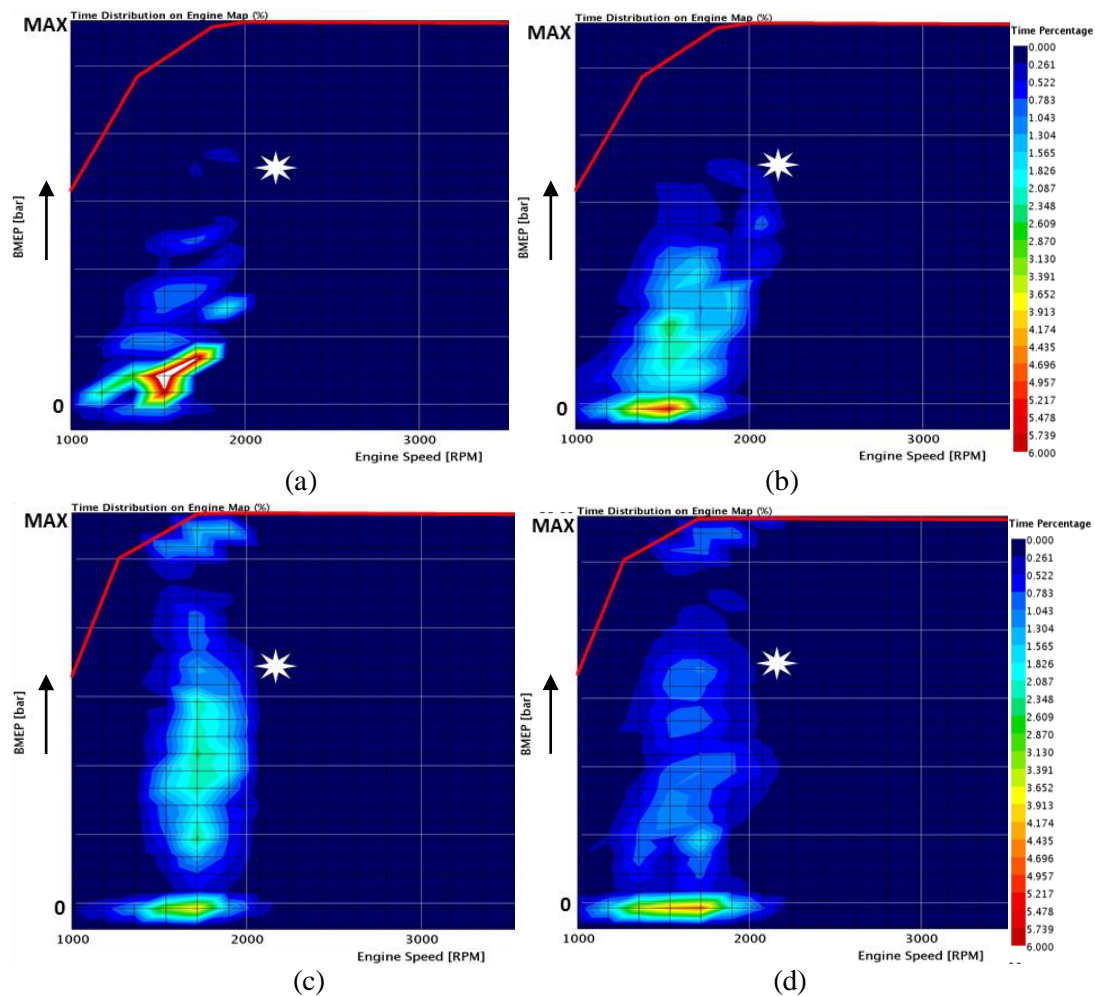 Time Distribution on Engine Map (%)
MAX
BMEP [bar]
0
1000
2000
3000
Engine Speed [RPM]
(a)
Time Distribution on Engine Map (%)
MAX
BMEP [bar]
0
1000
2000
3000
Engine Speed [RPM]
(b)
Time Percentage
0.000
0.261
0.522
0.783
1.043
1.304
1.565
1.826
2.087
2.348
2.609
2.870
3.130
3.391
3.652
3.913
4.174
4.435
4.696
4.957
5.217
5.478
5.739
6.000
Time Distribution on Engine Map (%)
MAX
BMEP [bar]
0
1000
2000
3000
Engine Speed [RPM]
(c)
Time Distribution on Engine Map (%)
MAX
BMEP [bar]
0
1000
2000
3000
Engine Speed [RPM]
(d)
Time Percentage
0.000
0.261
0.522
0.783
1.043
1.304
1.565
1.826
2.087
2.348
2.609
2.870
3.130
3.391
3.652
3.913
4.174
4.435
4.696
4.957
5.217
5.478
5.739
6.000